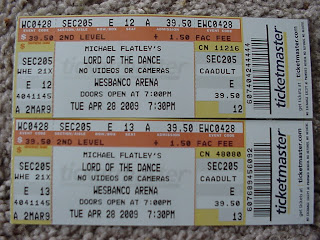 WC0428 SEC205 E 12 A 39.50 EWC0428
$ 39.50 2ND LEVEL + 1.50 FAC FEE
MICHAEL FLATLEY'S
LORD OF THE DANCE
NO VIDEOS OR CAMERAS
WESBANCO ARENA
DOORS OPEN AT 7:00PM
TUE APR 28 2009 7:30PM
SEC205
WHE 21X
E 12
4041145
A 2MAR9
CN 11216
SEC205
CAADULT
E
39.50
12
ticketmaster
WC0428 SEC205 E 13 A 39.50 EWC0428
$ 39.50 2ND LEVEL + 1.50 FAC FEE
MICHAEL FLATLEY'S
LORD OF THE DANCE
NO VIDEOS OR CAMERAS
WESBANCO ARENA
DOORS OPEN AT 7:00PM
TUE APR 28 2009 7:30PM
SEC205
WHE 21X
E 13
4041145
A 2MAR9
CN 48080
SEC205
CAADULT
E
39.50
13
ticketmaster